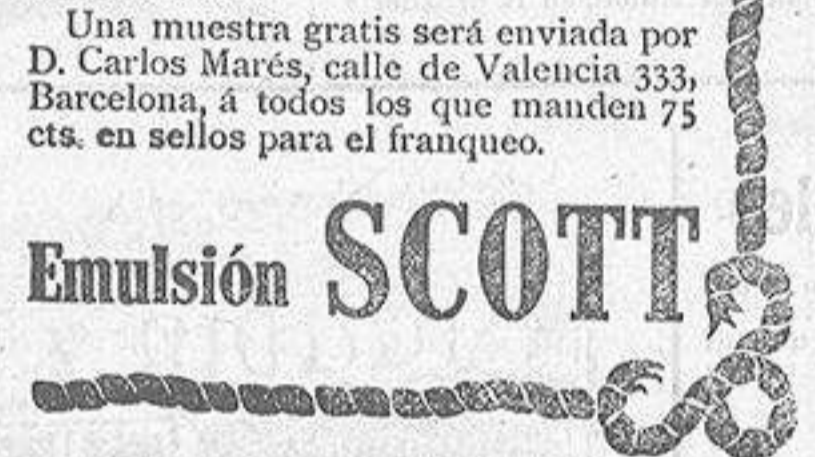 Una muestra gratis será enviada por
D. Carlos Marés, calle de Valencia 333,
Barcelona, á todos los que manden 75
cts. en sellos para el franqueo.
Emulsión SCOTT